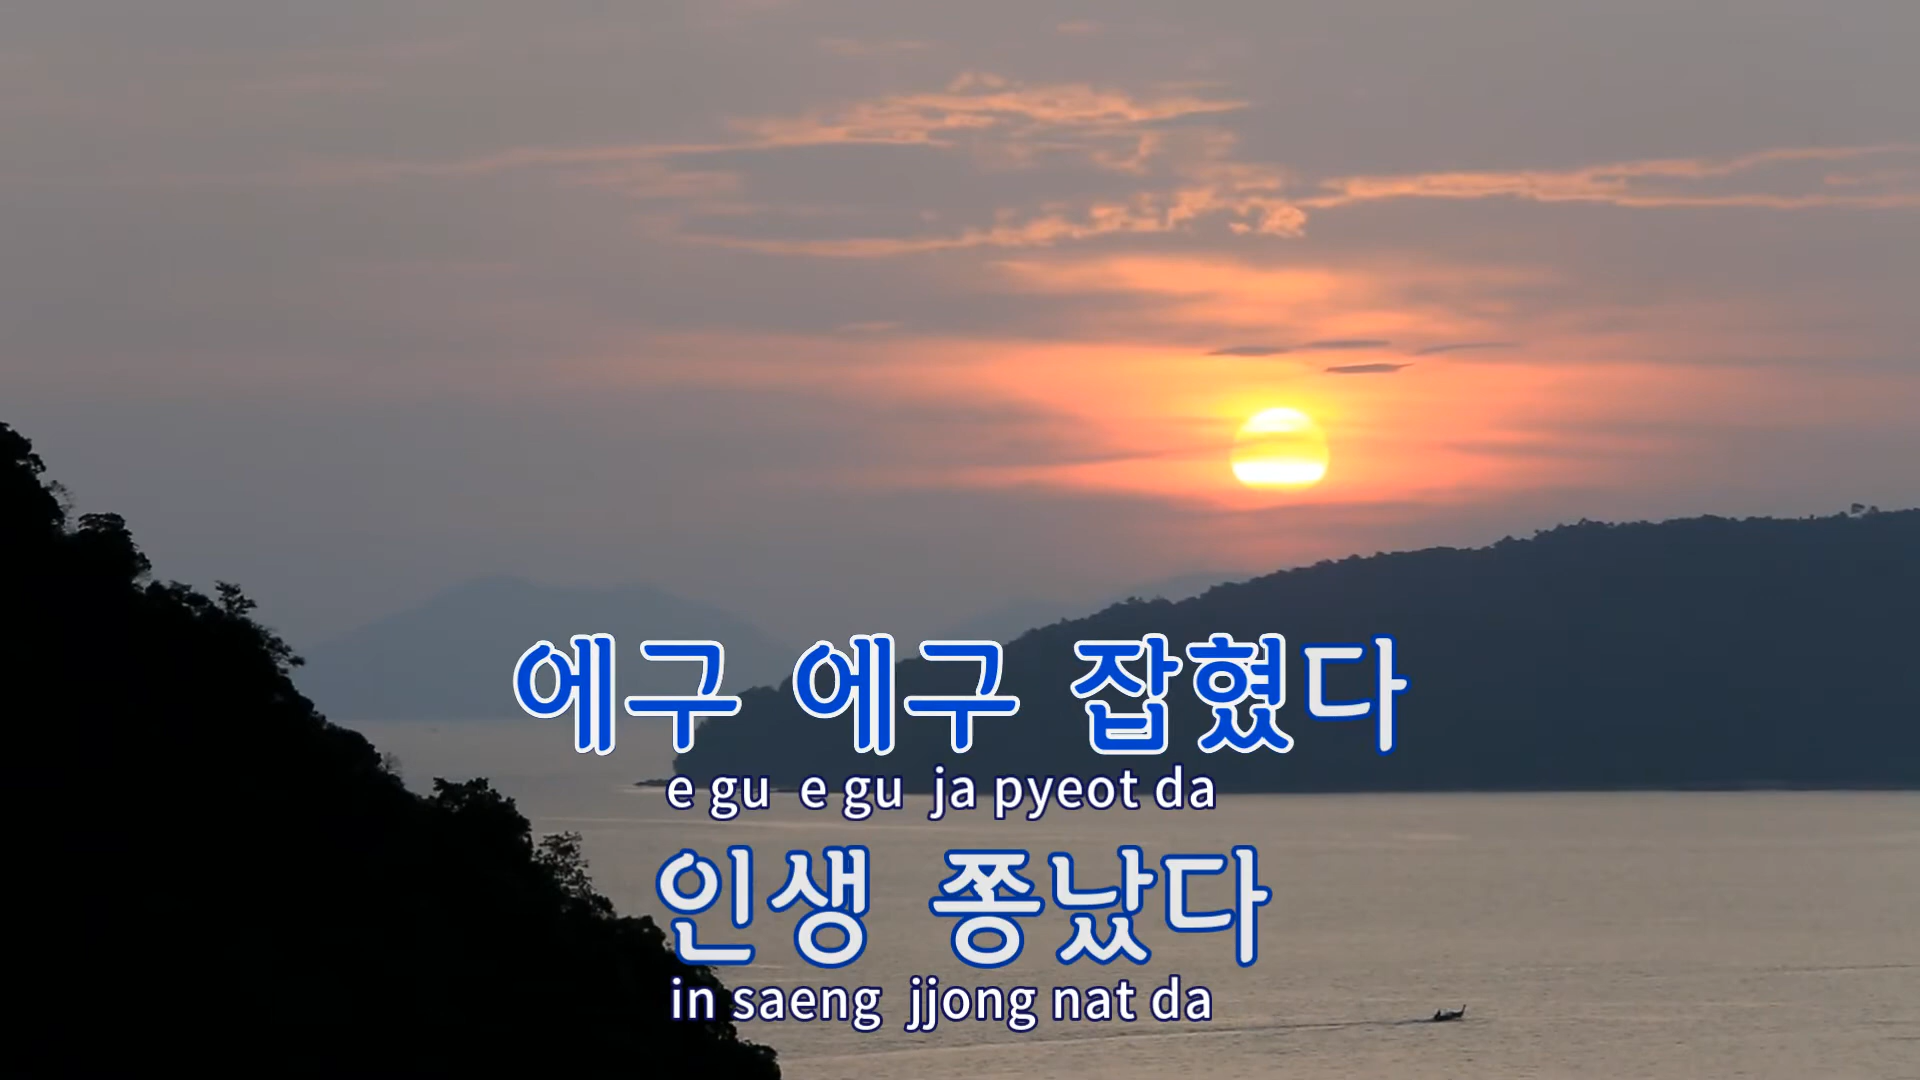 에구 에구 잡혔다
e gu e gu ja pyeot da
인생 쫑났다
in saeng jjong nat da